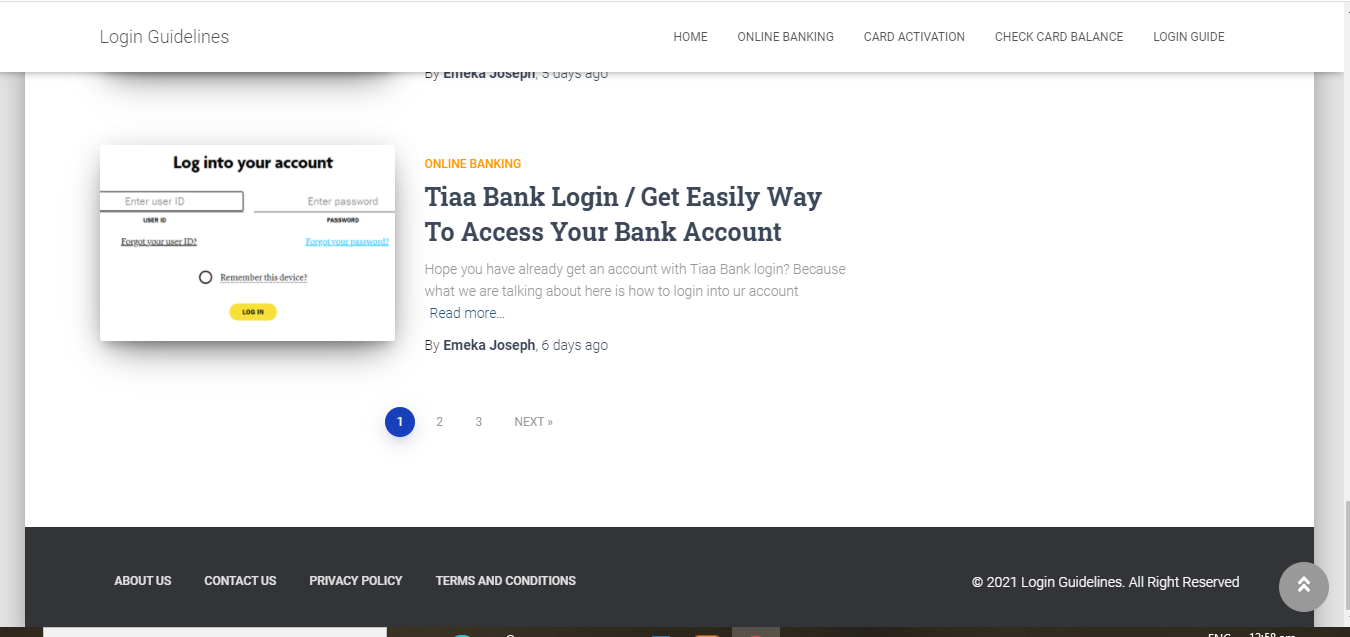 Login Guidelines
HOME ONLINE BANKING CARD ACTIVATION CHECK CARD BALANCE LOGIN GUIDE
By Emeka Joseph, 5 days ago
Log into your account
Enter user ID Enter password
USER ID PASSWORD
Forgot your user ID? Forgot your password?
Remember this device?
LOG IN
ONLINE BANKING
Tiaa Bank Login / Get Easily Way
To Access Your Bank Account
Hope you have already get an account with Tiaa Bank login? Because
what we are talking about here is how to login into ur account
Read more…
By Emeka Joseph, 6 days ago
1 2 3 NEXT »
ABOUT US CONTACT US PRIVACY POLICY TERMS AND CONDITIONS
© 2021 Login Guidelines. All Right Reserved